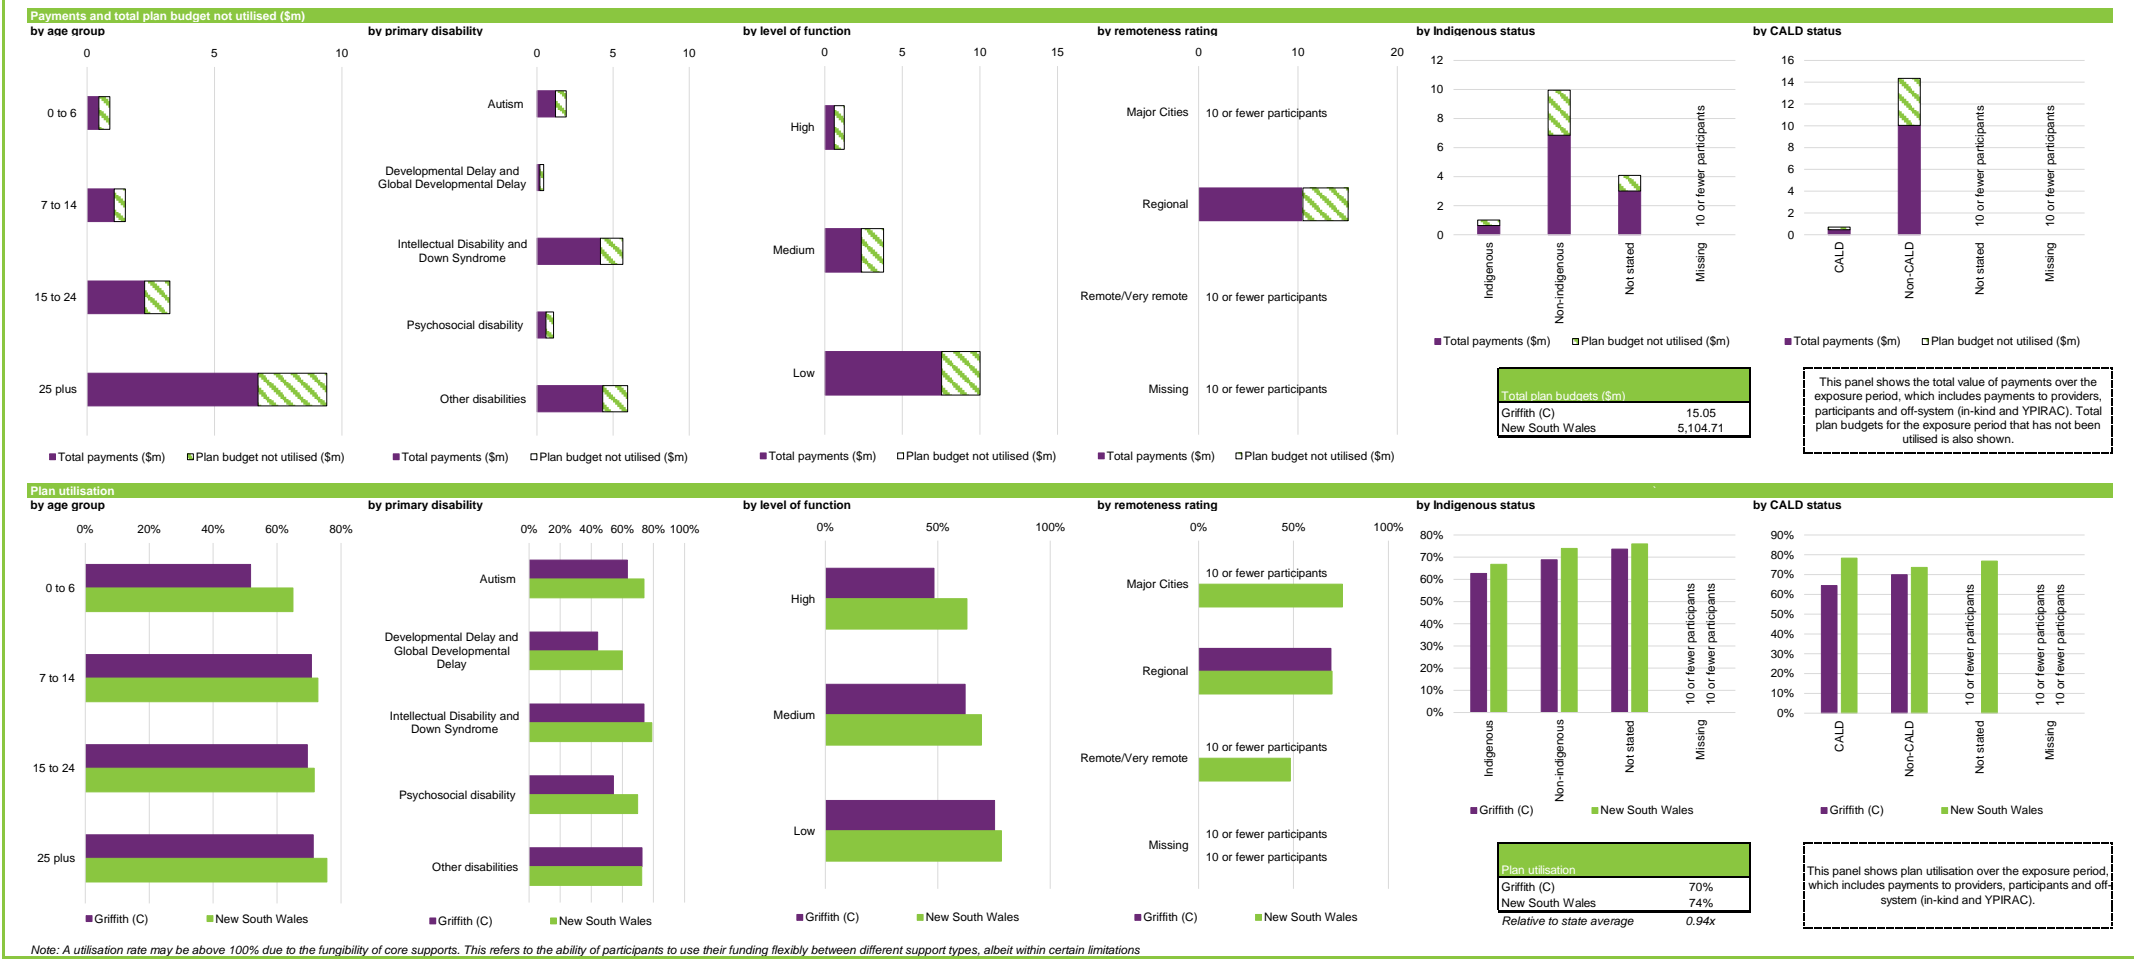 Payments and total plan budget not utilised ($m)
by age group
0 5 10
0 to 6
7 to 14
15 to 24
25 plus
Total payments ($m) Plan budget not utilised ($m)
by primary disability
0 5 10
Autism
Developmental Delay and
Global Developmental Delay
Intellectual Disability and
Down Syndrome
Psychosocial disability
Other disabilities
Total payments ($m) Plan budget not utilised ($m)
by level of function
0 5 10 15
High
Medium
Low
Total payments ($m) Plan budget not utilised ($m)
by remoteness rating
0 10 20
Major Cities 10 or fewer participants
Regional
Remote/Very remote 10 or fewer participants
Missing 10 or fewer participants
Total payments ($m) Plan budget not utilised ($m)
by Indigenous status
12
10
8
6
4
2
0
10 or fewer participants
Indigenous
Non-indigenous
Not stated
Missing
Total payments ($m) Plan budget not utilised ($m)
Total plan budgets ($m)
Griffith (C) 15.05
New South Wales 5,104.71
by CALD status
16
14
12
10
8
6
4
2
0
10 or fewer participants
10 or fewer participants
CALD
Non-CALD
Not stated
Missing
Total payments ($m) Plan budget not utilised ($m)
This panel shows the total value of payments over the
exposure period, which includes payments to providers,
participants and off-system (in-kind and YPIRAC). Total
plan budgets for the exposure period that has not been
utilised is also shown.
Plan utilisation
by age group
0% 20% 40% 60% 80%
0 to 6
7 to 14
15 to 24
25 plus
Griffith (C) New South Wales
by primary disability
0% 20% 40% 60% 80% 100%
Autism
Developmental Delay and
Global Developmental
Delay
Intellectual Disability and
Down Syndrome
Psychosocial disability
Other disabilities
Griffith (C) New South Wales
by level of function
0% 50% 100%
High
Medium
Low
Griffith (C) New South Wales
by remoteness rating
0% 50% 100%
10 or fewer participants
Major Cities
Regional
10 or fewer participants
Remote/Very remote
10 or fewer participants
Missing
10 or fewer participants
Griffith (C) New South Wales
by Indigenous status
80%
70%
60%
50%
40%
30%
20%
10%
0%
10 or fewer participants
10 or fewer participants
Indigenous
Non-indigenous
Not stated
Missing
Griffith (C) New South Wales
Plan utilisation
Griffith (C) 70%
New South Wales 74%
Relative to state average 0.94x
by CALD status
90%
80%
70%
60%
50%
40%
30%
20%
10%
0%
10 or fewer participants
10 or fewer participants
10 or fewer participants
CALD
Non-CALD
Not stated
Missing
Griffith (C) New South Wales
This panel shows plan utilisation over the exposure period,
which includes payments to providers, participants and off-
system (in-kind and YPIRAC).
Note: A utilisation rate may be above 100% due to the fungibility of core supports. This refers to the ability of participants to use their funding flexibly between different support types, albeit within certain limitations